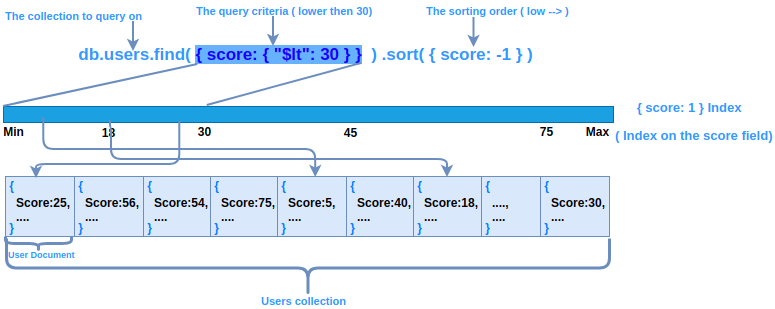 The collection to query on
The query criteria ( lower then 30)
The sorting order ( low --> )
db.users.find( { score: { "$lt": 30 } } ) .sort( { score: -1 } )
{ score: 1 } Index
Min 18 30 45 75 Max
( Index on the score field)
{ { { { { { { { {
Score:25, Score:56, Score:54, Score:75, Score:5, Score:40, Score:18, ...., Score:30,
.... .... .... .... .... .... .... .... ....
} } } } } } } } }
User Document
Users collection